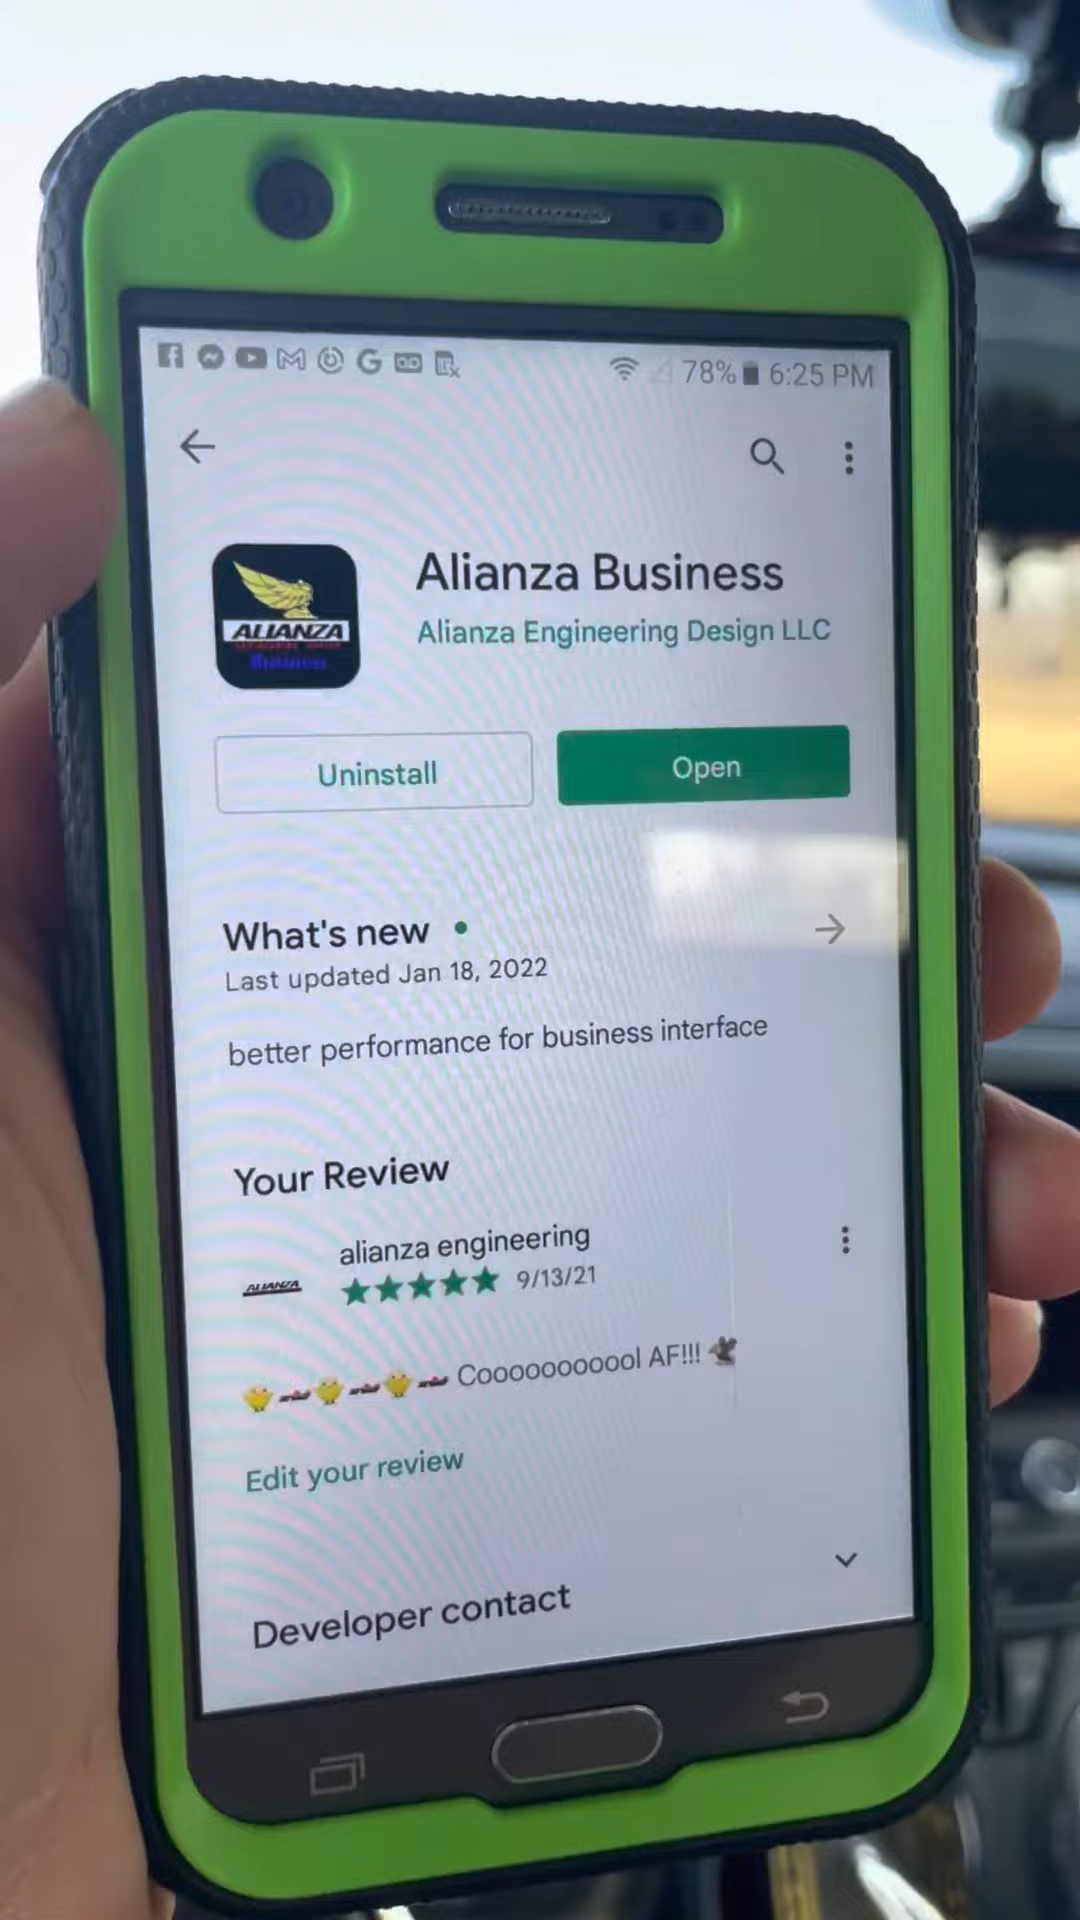 78% 6:25 PM
Alianza Business
Alianza Engineering Design LLC
ALIANZA
Business
Uninstall
Open
What's new
Last updated Jan 18, 2022
better performance for business interface
Your Review
alianza engineering
ALIANZA
9/13/21
Coooooooooool AF!!!
Edit your review
Developer contact